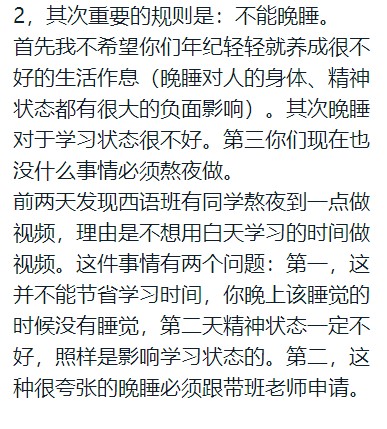 2，其次重要的规则是：不能晚睡。
首先我不希望你们年纪轻轻就养成很不
好的生活作息（晚睡对人的身体、精神
状态都有很大的负面影响）。其次晚睡
对于学习状态很不好。第三你们现在也
没什么事情必须熬夜做。
前两天发现西语班有同学熬夜到一点做
视频，理由是不想用白天学习的时间做
视频。这件事情有两个问题：第一，这
并不能节省学习时间，你晚上该睡觉的
时候没有睡觉，第二天精神状态一定不
好，照样是影响学习状态的。第二，这
种很夸张的晚睡必须跟带班老师申请。